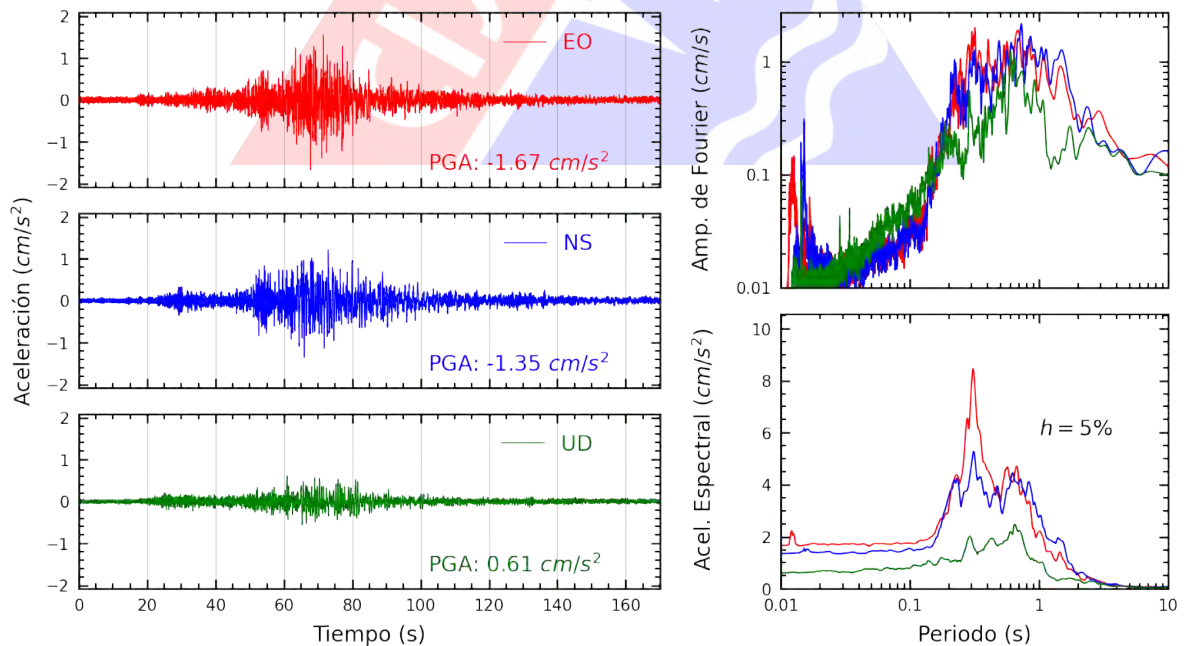 2
1
0
−1
−2
EO
PGA: -1.67 cm/s²
2
1
0
−1
−2
NS
PGA: -1.35 cm/s²
2
1
0
−1
−2
UD
PGA: 0.61 cm/s²
0 20 40 60 80 100 120 140 160
Tiempo (s)
Aceleración (cm/s²)
Amp. de Fourier (cm/s)
1
0.1
0.01
Acel. Espectral (cm/s²)
10
8
6
4
2
0
h = 5%
0.01 0.1 1 10
Periodo (s)